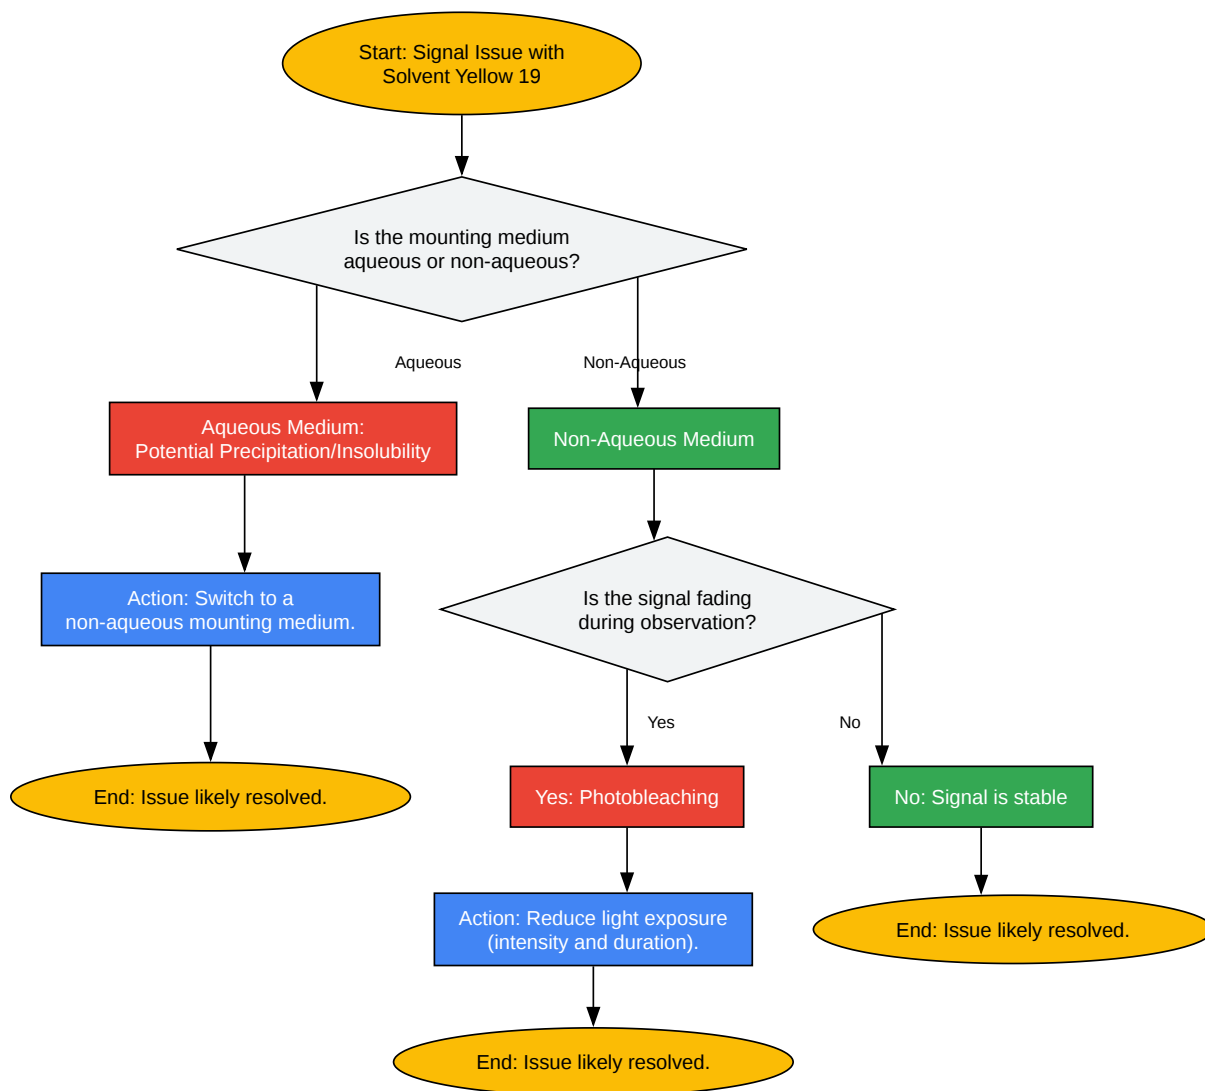 Start: Signal Issue with
Solvent Yellow 19
Is the mounting medium
aqueous or non-aqueous?
Aqueous
Non-Aqueous
Aqueous Medium:
Potential Precipitation/Insolubility
Non-Aqueous Medium
Action: Switch to a
non-aqueous mounting medium.
Is the signal fading
during observation?
Yes
No
End: Issue likely resolved.
Yes: Photobleaching
No: Signal is stable
Action: Reduce light exposure
(intensity and duration).
End: Issue likely resolved.
End: Issue likely resolved.